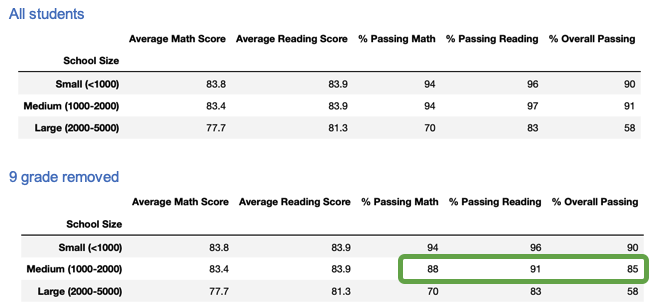 All students
Average Math Score Average Reading Score % Passing Math % Passing Reading % Overall Passing
School Size
Small (<1000) 83.8 83.9 94 96 90
Medium (1000-2000) 83.4 83.9 94 97 91
Large (2000-5000) 77.7 81.3 70 83 58
9 grade removed
Average Math Score Average Reading Score % Passing Math % Passing Reading % Overall Passing
School Size
Small (<1000) 83.8 83.9 94 96 90
Medium (1000-2000) 83.4 83.9 88 91 85
Large (2000-5000) 77.7 81.3 70 83 58